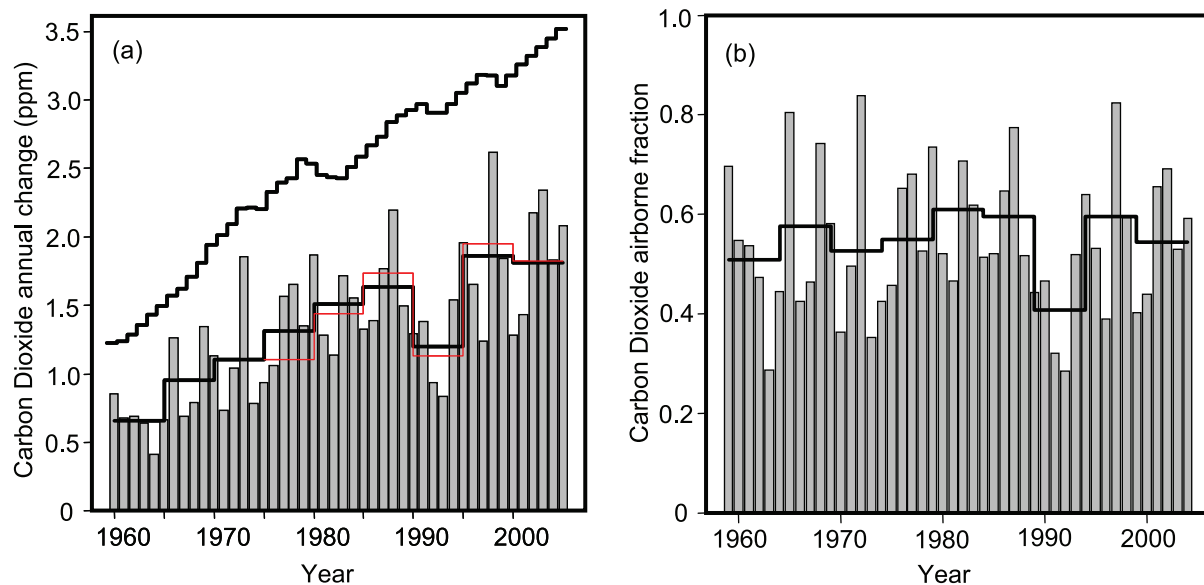 (a)
Carbon Dioxide annual change (ppm)
3.5
3.0
2.5
2.0
1.5
1.0
0.5
0
1960 1970 1980 1990 2000
Year
(b)
Carbon Dioxide airborne fraction
1.0
0.8
0.6
0.4
0.2
0.0
1960 1970 1980 1990 2000
Year